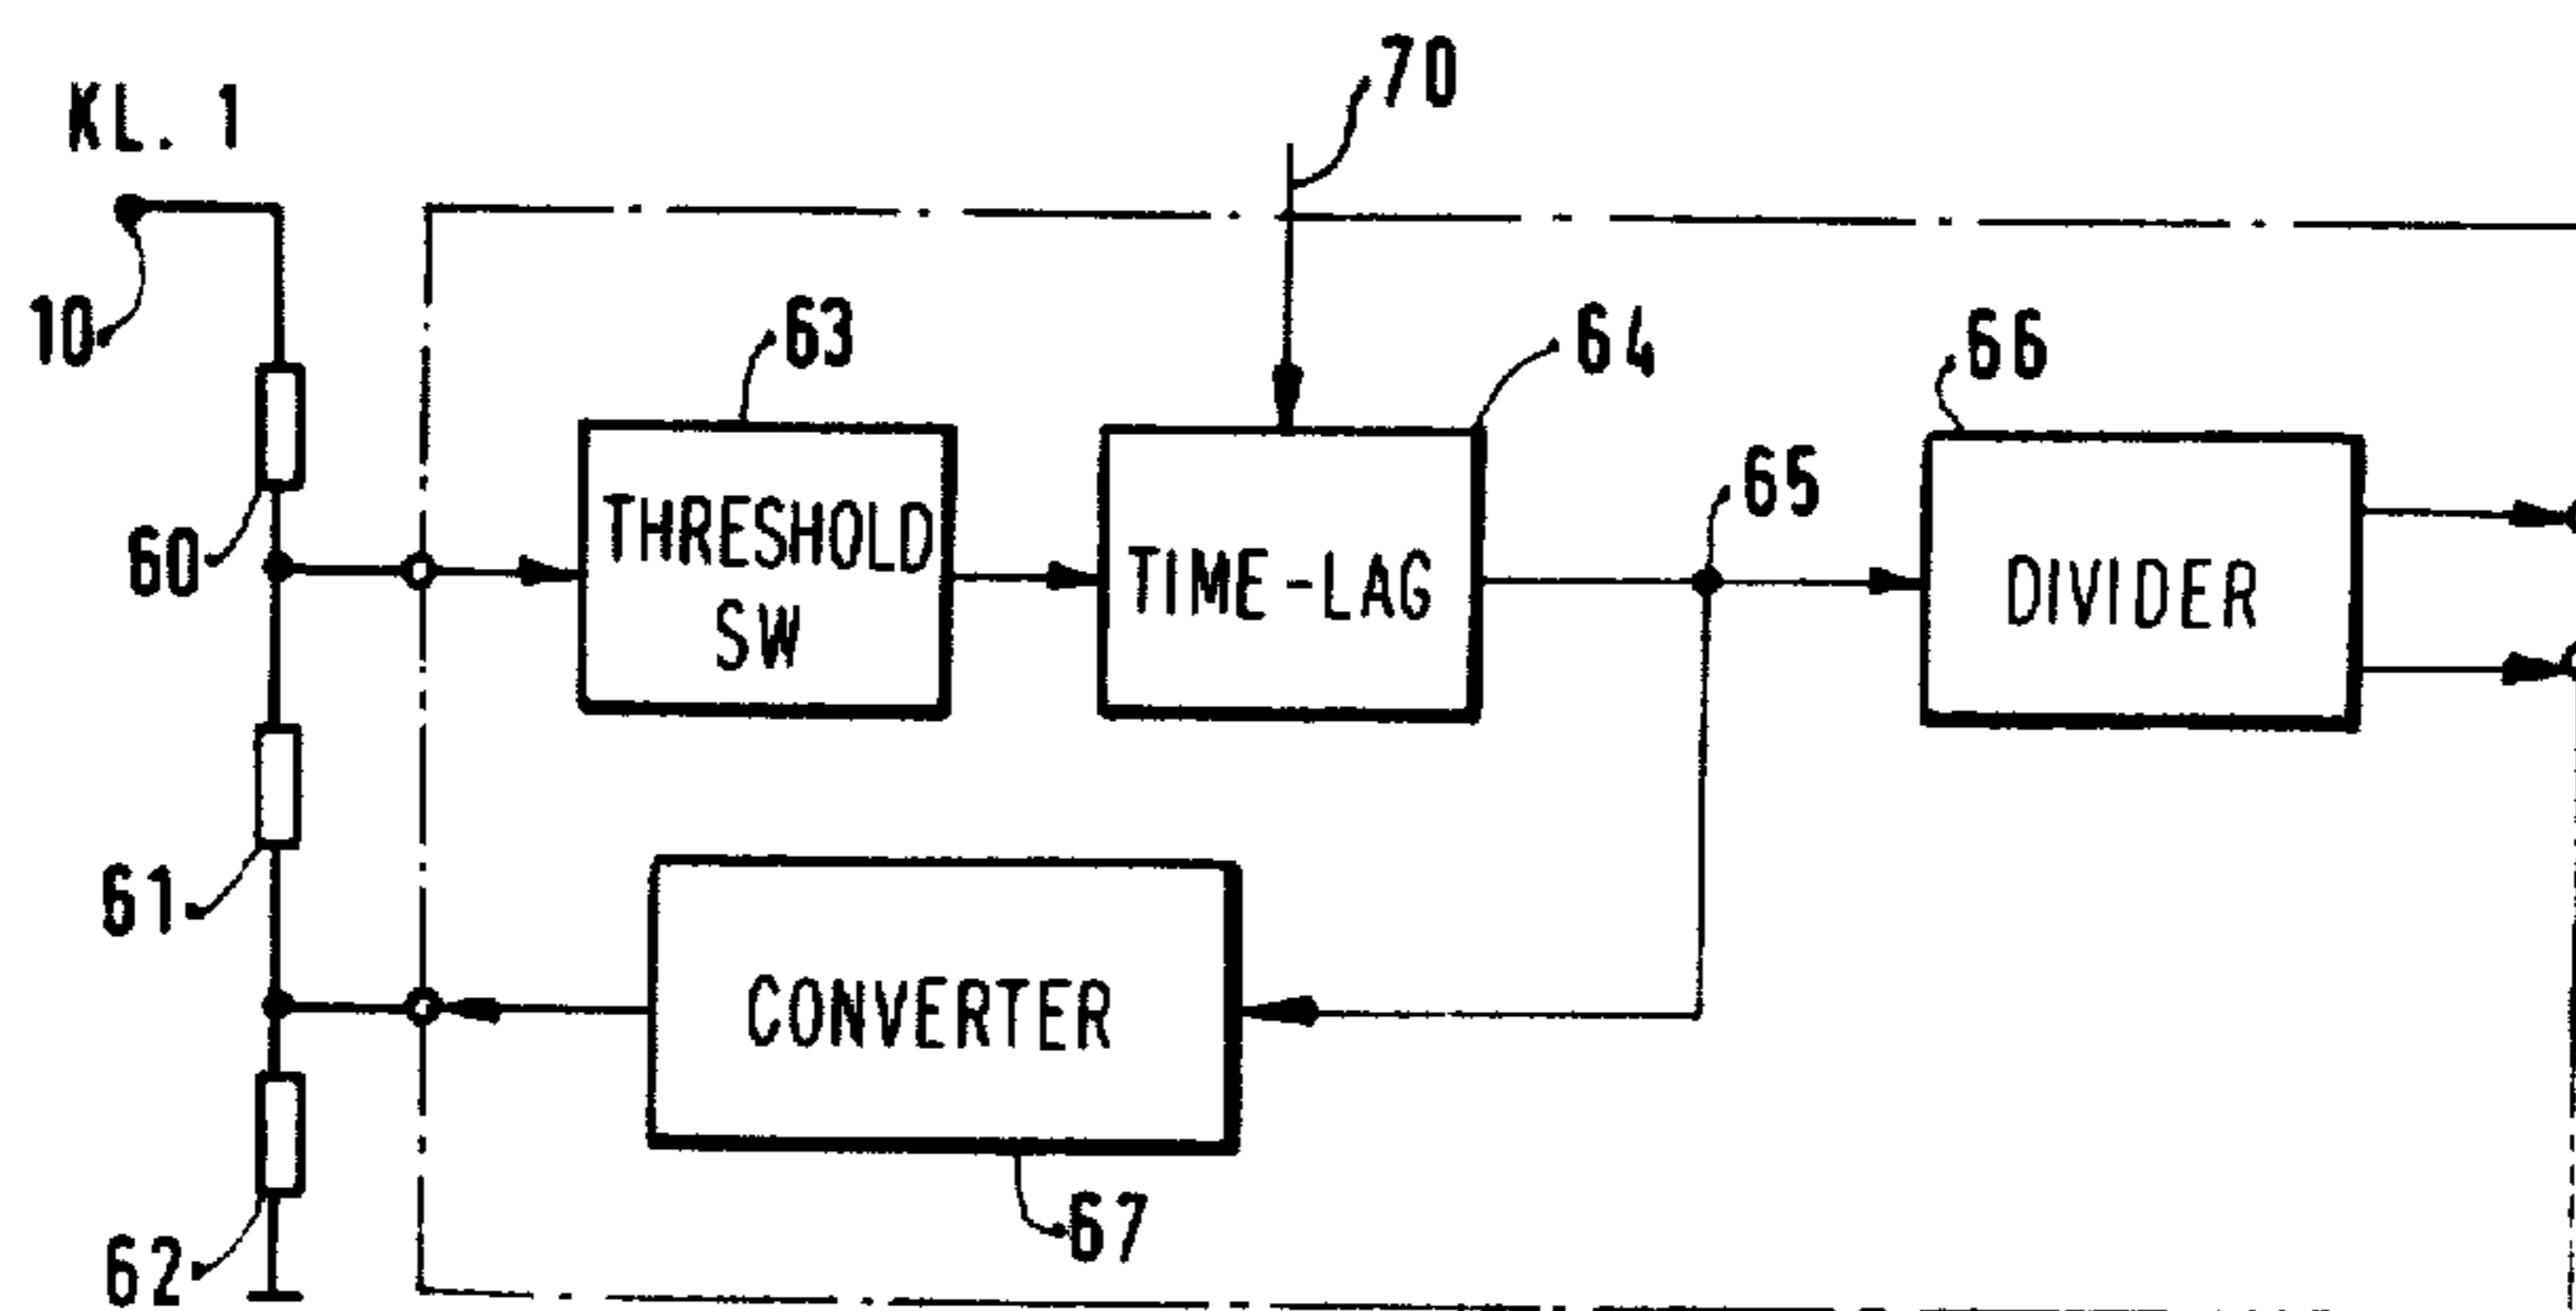 70
KL. 1
10
63
64
66
65
60
THRESHOLD
SW
TIME-LAG
DIVIDER
61
CONVERTER
67
62